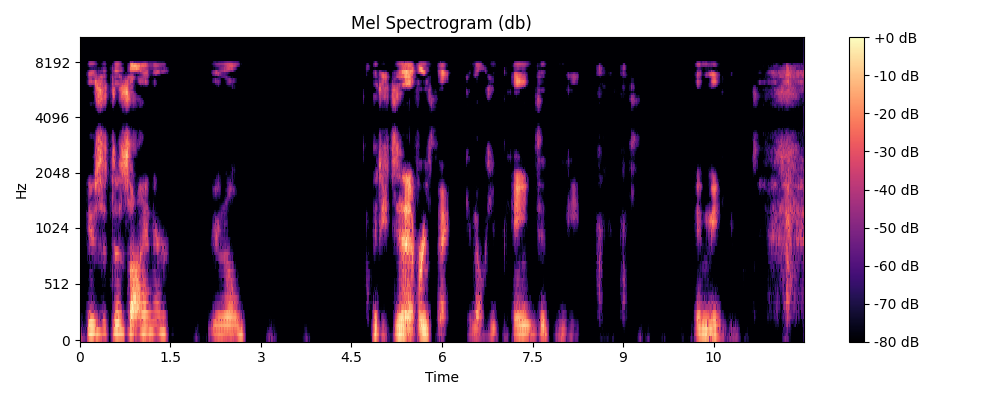 Mel Spectrogram (db)
8192
4096
2048
1024
512
0
Hz
0 1.5 3 4.5 6 7.5 9 10
Time
+0 dB
-10 dB
-20 dB
-30 dB
-40 dB
-50 dB
-60 dB
-70 dB
-80 dB